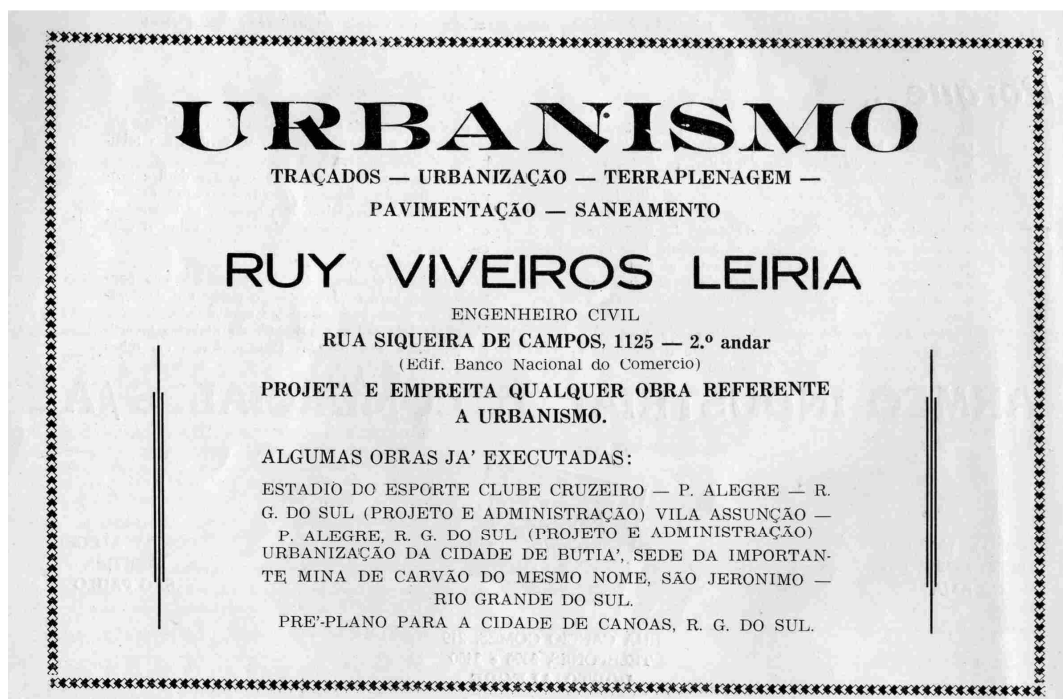 URBANISMO
TRAÇADOS — URBANIZAÇÃO — TERRAPLENAGEM —
PAVIMENTAÇÃO — SANEAMENTO
RUY VIVEIROS LEIRIA
ENGENHEIRO CIVIL
RUA SIQUEIRA DE CAMPOS, 1125 — 2.º andar
(Edif. Banco Nacional do Comercio)
PROJETA E EMPREITA QUALQUER OBRA REFERENTE
A URBANISMO.
ALGUMAS OBRAS JA' EXECUTADAS:
ESTADIO DO ESPORTE CLUBE CRUZEIRO — P. ALEGRE — R.
G. DO SUL (PROJETO E ADMINISTRAÇÃO) VILA ASSUNÇÃO —
P. ALEGRE, R. G. DO SUL (PROJETO E ADMINISTRAÇÃO)
URBANIZAÇÃO DA CIDADE DE BUTIA', SEDE DA IMPORTAN-
TE MINA DE CARVÃO DO MESMO NOME, SÃO JERONIMO —
RIO GRANDE DO SUL.
PRE'-PLANO PARA A CIDADE DE CANOAS, R. G. DO SUL.